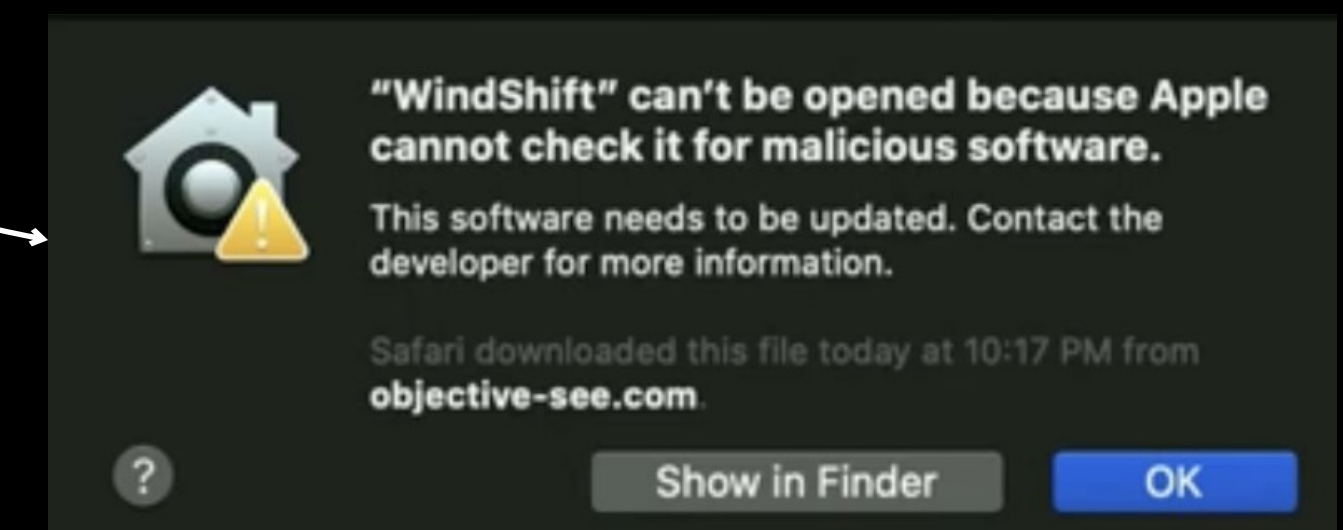 “WindShift” can’t be opened because Apple
cannot check it for malicious software.
This software needs to be updated. Contact the
developer for more information.
Safari downloaded this file today at 10:17 PM from
objective-see.com.
?
Show in Finder
OK